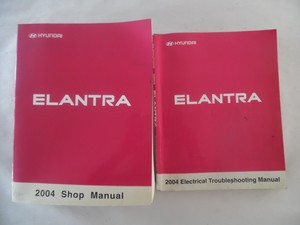 HYUNDAI
ELANTRA
2004 Shop Manual
HYUNDAI
ELANTRA
2004 Electrical Troubleshooting Manual